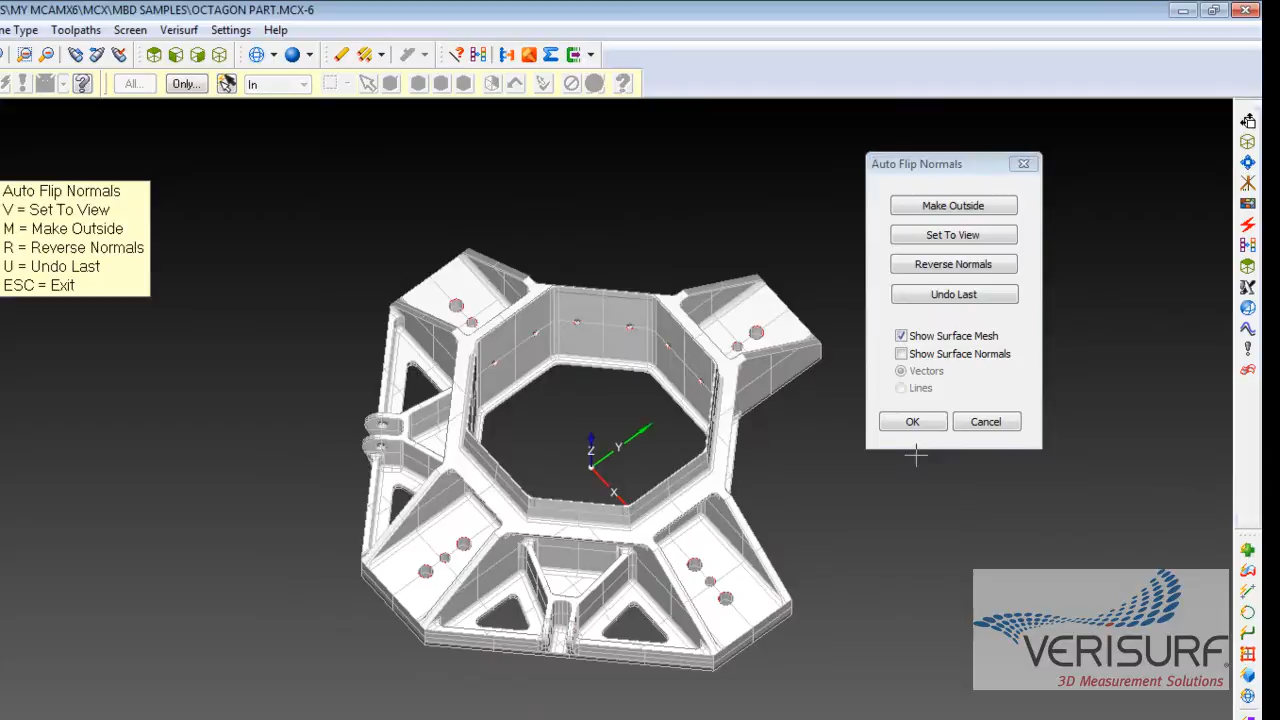 S\MY MCAMX6\MCX\MBD SAMPLES\OCTAGON PART.MCX-6
ne Type Toolpaths Screen Verisurf Settings Help
All... Only... In
Auto Flip Normals
V = Set To View
M = Make Outside
R = Reverse Normals
U = Undo Last
ESC = Exit
Auto Flip Normals
Make Outside
Set To View
Reverse Normals
Undo Last
Show Surface Mesh
Show Surface Normals
Vectors
Lines
OK Cancel
Z Y
X
VERISURF®
3D Measurement Solutions